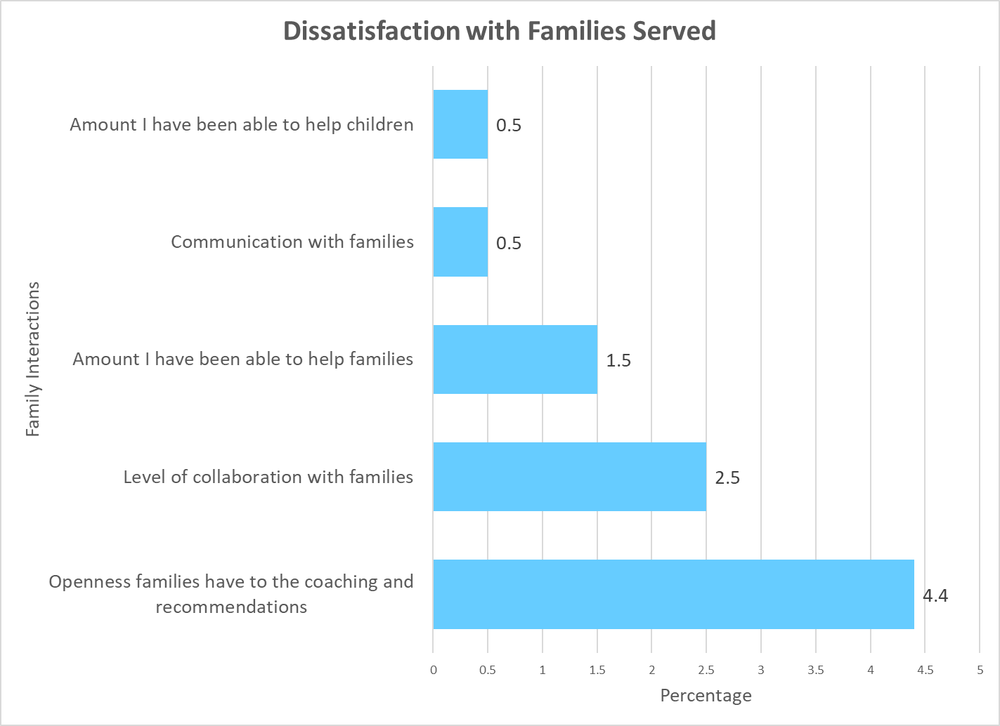 Dissatisfaction with Families Served
Amount I have been able to help children
0.5
Communication with families
0.5
Amount I have been able to help families
1.5
Level of collaboration with families
2.5
Openness families have to the coaching and
recommendations
4.4
Family Interactions
0 0.5 1 1.5 2 2.5 3 3.5 4 4.5 5
Percentage